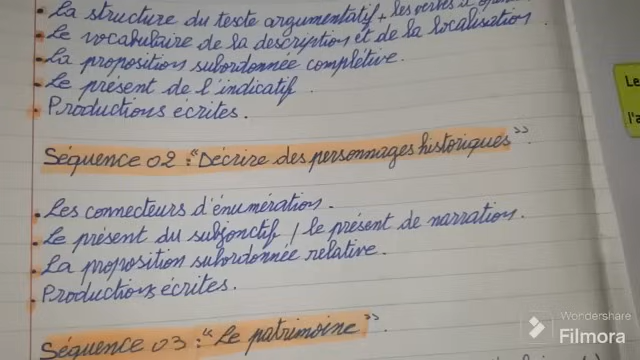 La structure du texte argumentatif + les verbes d'
Le vocabulaire de la description et de la localisation
La proposition subordonnée complétive.
Le présent de l'indicatif
Productions écrites.
Séquence 02 : "Décrire des personnages historiques"
Les connecteurs d'énumération.
Le présent du subjonctif / le présent de narration.
La proposition subordonnée relative.
Productions écrites.
Séquence 03 : "Le patrimoine"
Le
l'a
Wondershare
Filmora